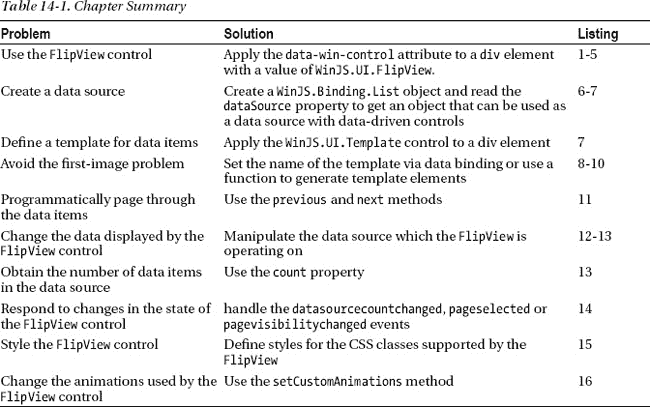 Table 14-1. Chapter Summary
Problem Solution Listing
Use the FlipView control Apply the data-win-control attribute to a div element 1-5
with a value of WinJS.UI.FlipView.
Create a data source Create a WinJS.Binding.List object and read the 6-7
dataSource property to get an object that can be used as
a data source with data-driven controls
Define a template for data items Apply the WinJS.UI.Template control to a div element 7
Avoid the first-image problem Set the name of the template via data binding or use a 8-10
function to generate template elements
Programmatically page through Use the previous and next methods 11
the data items
Change the data displayed by the Manipulate the data source which the FlipView is 12-13
FlipView control operating on
Obtain the number of data items Use the count property 13
in the data source
Respond to changes in the state of handle the datasourcecountchanged, pageselected or 14
the FlipView control pagevisibilitychanged events
Style the FlipView control Define styles for the CSS classes supported by the 15
FlipView
Change the animations used by the Use the setCustomAnimations method 16
FlipView control